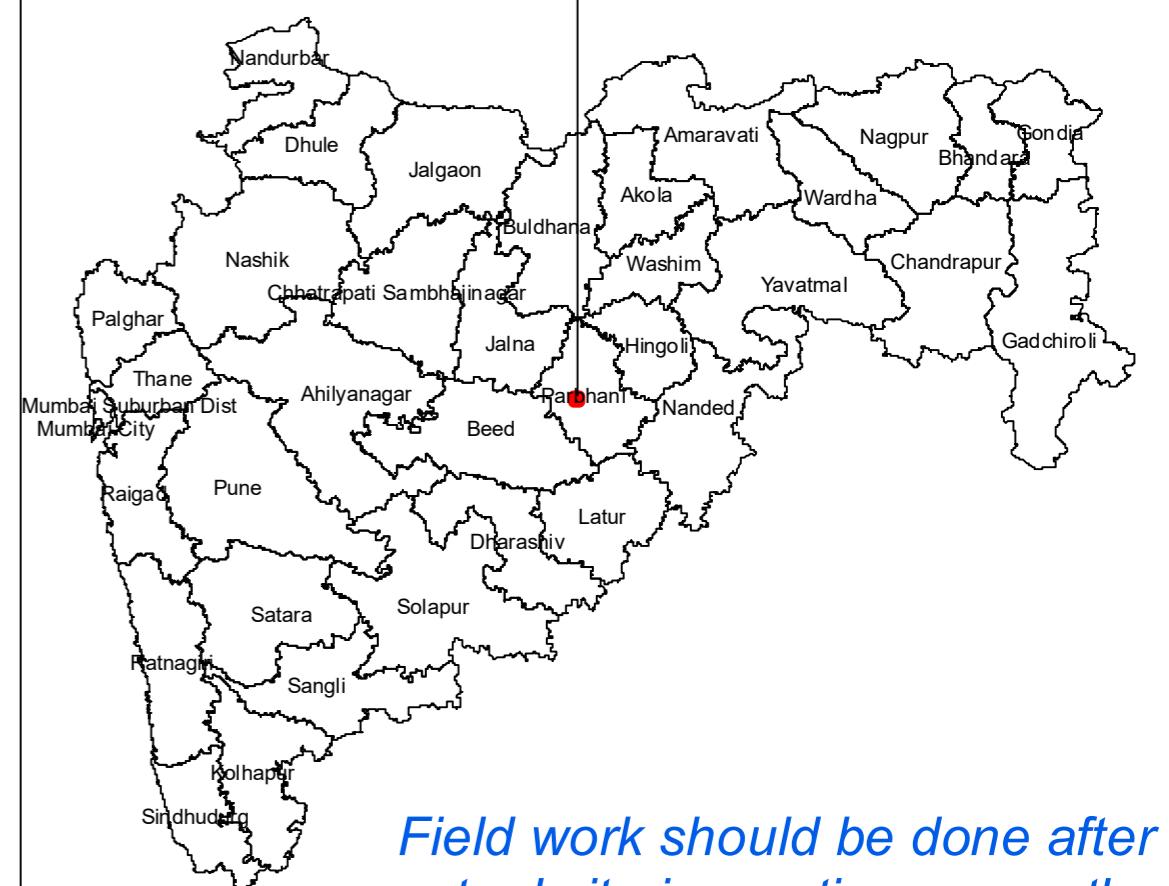 Nandurbar
Dhule
Jalgaon
Buldhana
Akola
Amaravati
Nagpur
Bhandara
Gondia
Wardha
Washim
Yavatmal
Chandrapur
Gadchiroli
Nashik
Chhatrapati Sambhajinagar
Palghar
Jalna
Hingoli
Thane
Ahilyanagar
Parbhani
Nanded
Mumbai Suburban Dist
Mumbai City
Beed
Raigad
Pune
Latur
Dharashiv
Satara
Solapur
Ratnagiri
Sangli
Kolhapur
Sindhudurg
Field work should be done after